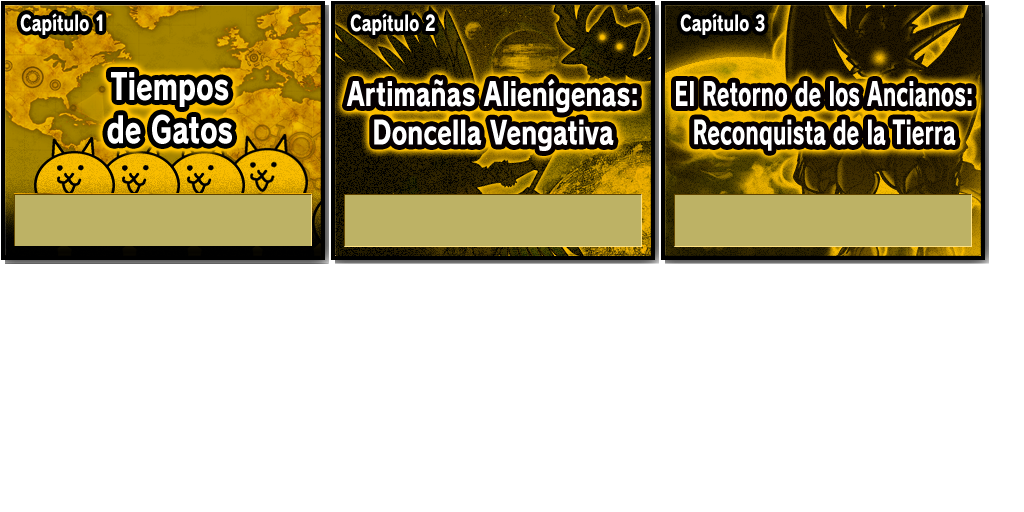 Capítulo 1
Tiempos
de Gatos
Capítulo 2
Artimañas Alienígenas:
Doncella Vengativa
Capítulo 3
El Retorno de los Ancianos:
Reconquista de la Tierra